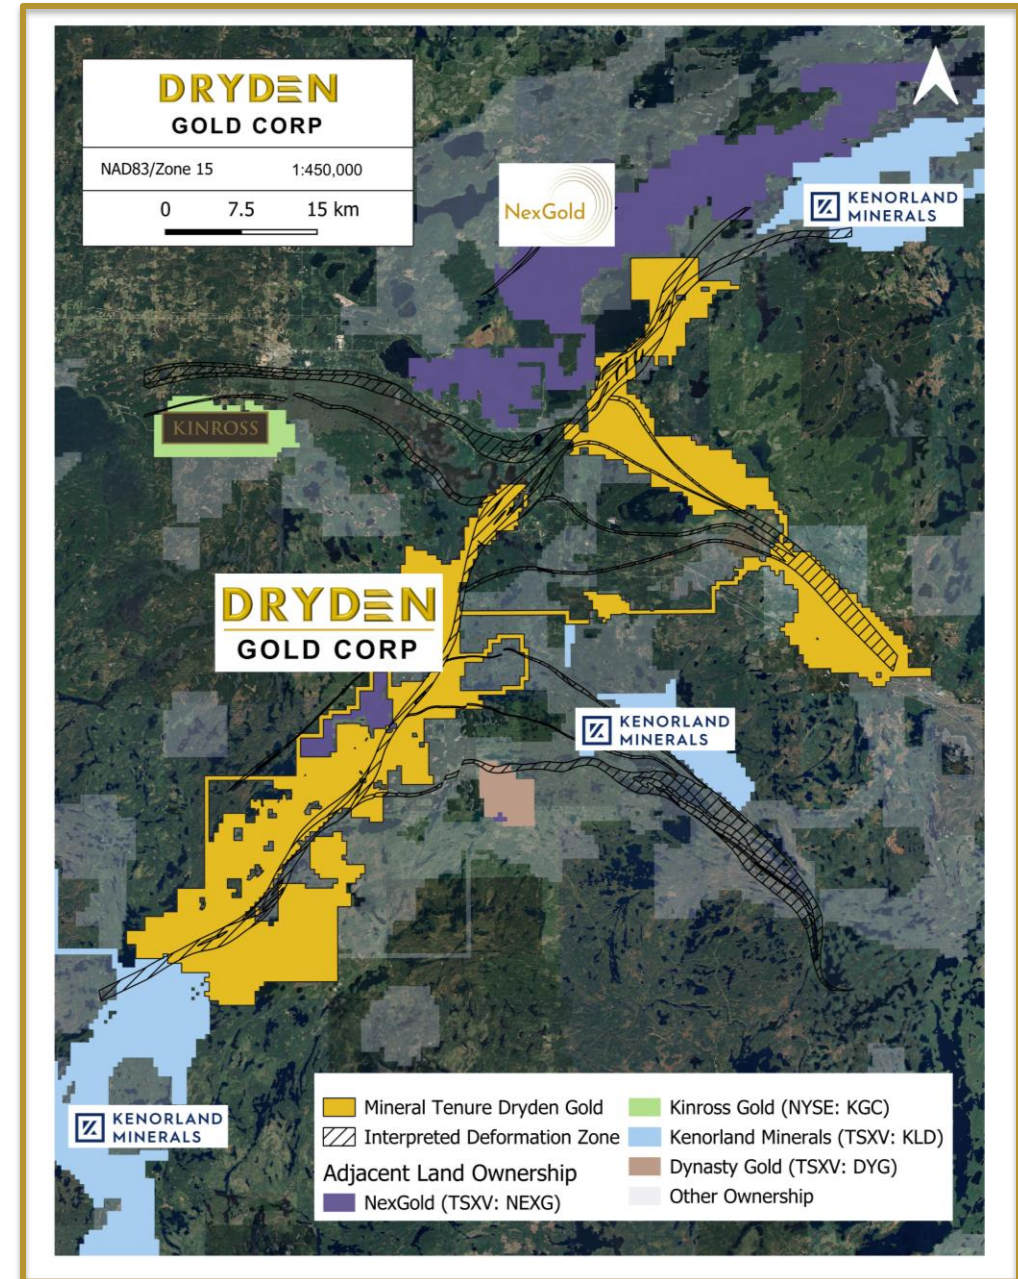 DRYDEN
GOLD CORP
NAD83/Zone 15 1:450,000
0 7.5 15 km
NexGold
KENORLAND
MINERALS
KINROSS
DRYDEN
GOLD CORP
KENORLAND
MINERALS
KENORLAND
MINERALS
Mineral Tenure Dryden Gold
Interpreted Deformation Zone
Adjacent Land Ownership
NexGold (TSXV: NEXG)
Kinross Gold (NYSE: KGC)
Kenorland Minerals (TSXV: KLD)
Dynasty Gold (TSXV: DYG)
Other Ownership